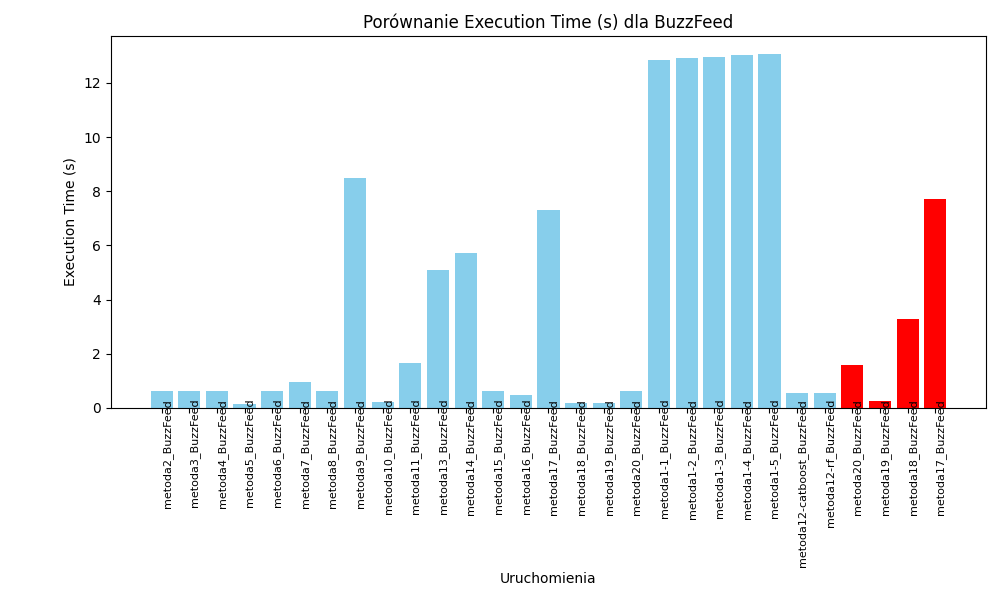 Porównanie Execution Time (s) dla BuzzFeed
Execution Time (s)
12
10
8
6
4
2
0
metoda2_BuzzFeed
metoda3_BuzzFeed
metoda4_BuzzFeed
metoda5_BuzzFeed
metoda6_BuzzFeed
metoda7_BuzzFeed
metoda8_BuzzFeed
metoda9_BuzzFeed
metoda10_BuzzFeed
metoda11_BuzzFeed
metoda13_BuzzFeed
metoda14_BuzzFeed
metoda15_BuzzFeed
metoda16_BuzzFeed
metoda17_BuzzFeed
metoda18_BuzzFeed
metoda19_BuzzFeed
metoda20_BuzzFeed
metoda1-1_BuzzFeed
metoda1-2_BuzzFeed
metoda1-3_BuzzFeed
metoda1-4_BuzzFeed
metoda1-5_BuzzFeed
metoda12-catboost_BuzzFeed
metoda12-rf_BuzzFeed
metoda20_BuzzFeed
metoda19_BuzzFeed
metoda18_BuzzFeed
metoda17_BuzzFeed
Uruchomienia